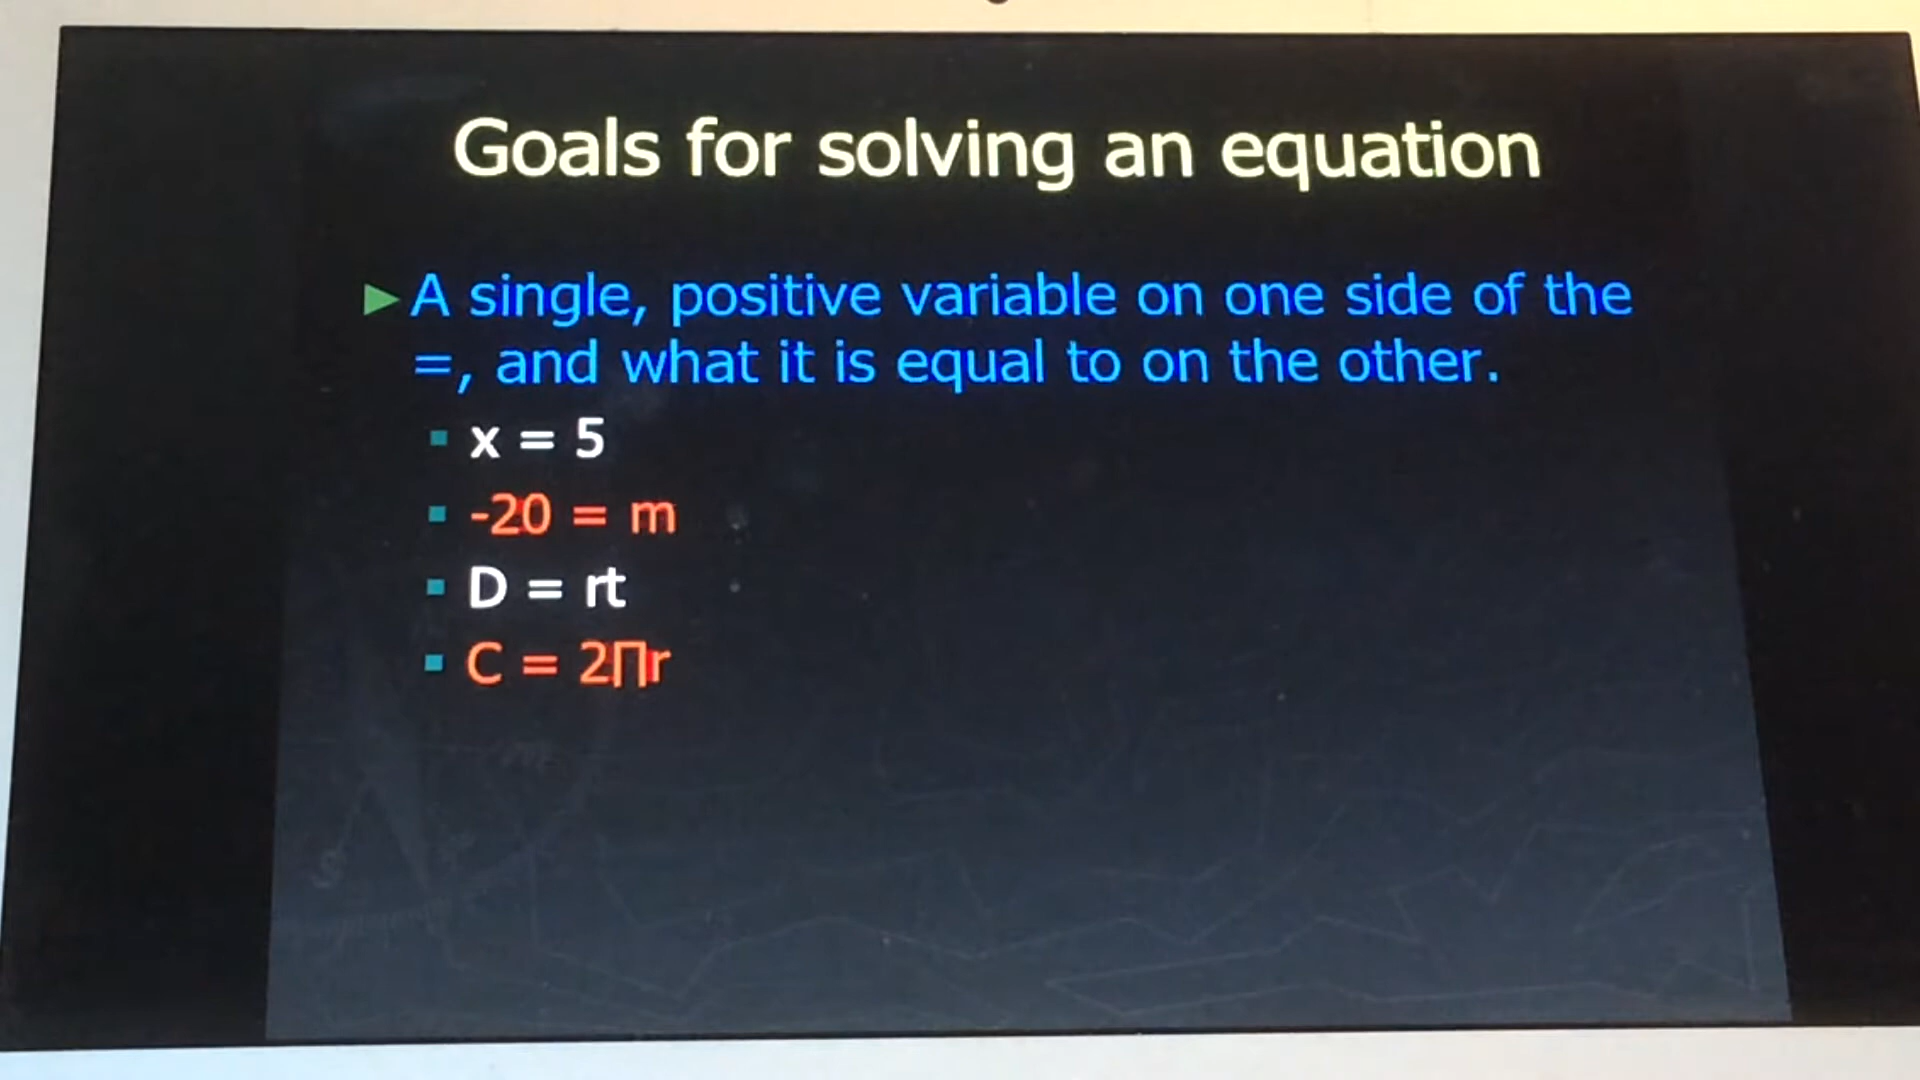 Goals for solving an equation
► A single, positive variable on one side of the
=, and what it is equal to on the other.
▪ x = 5
▪ -20 = m
▪ D = rt
▪ C = 2∏r